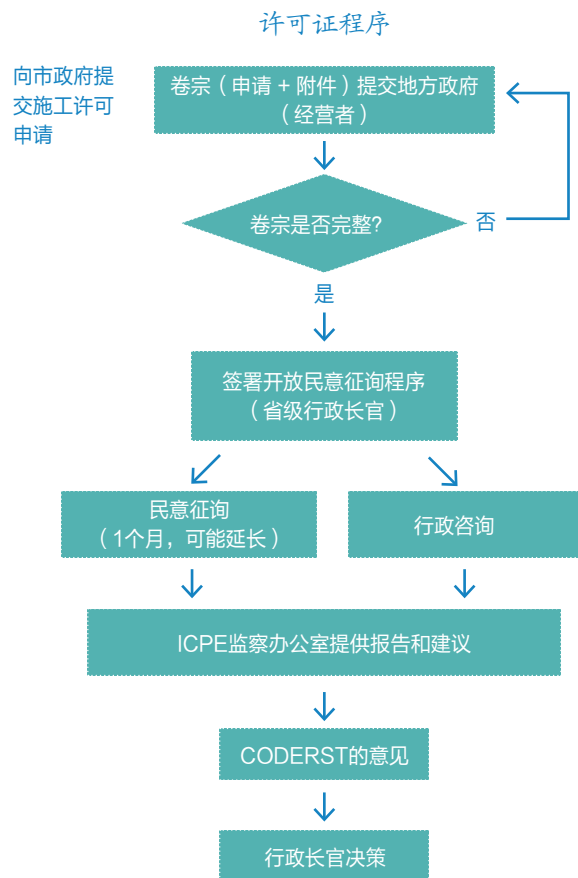 许可证程序
向市政府提
交施工许可
申请
卷宗（申请 + 附件）提交地方政府
（经营者）
卷宗是否完整?
否
是
签署开放民意征询程序
（省级行政长官）
民意征询
（1个月，可能延长）
行政咨询
ICPE监察办公室提供报告和建议
CODERST的意见
行政长官决策